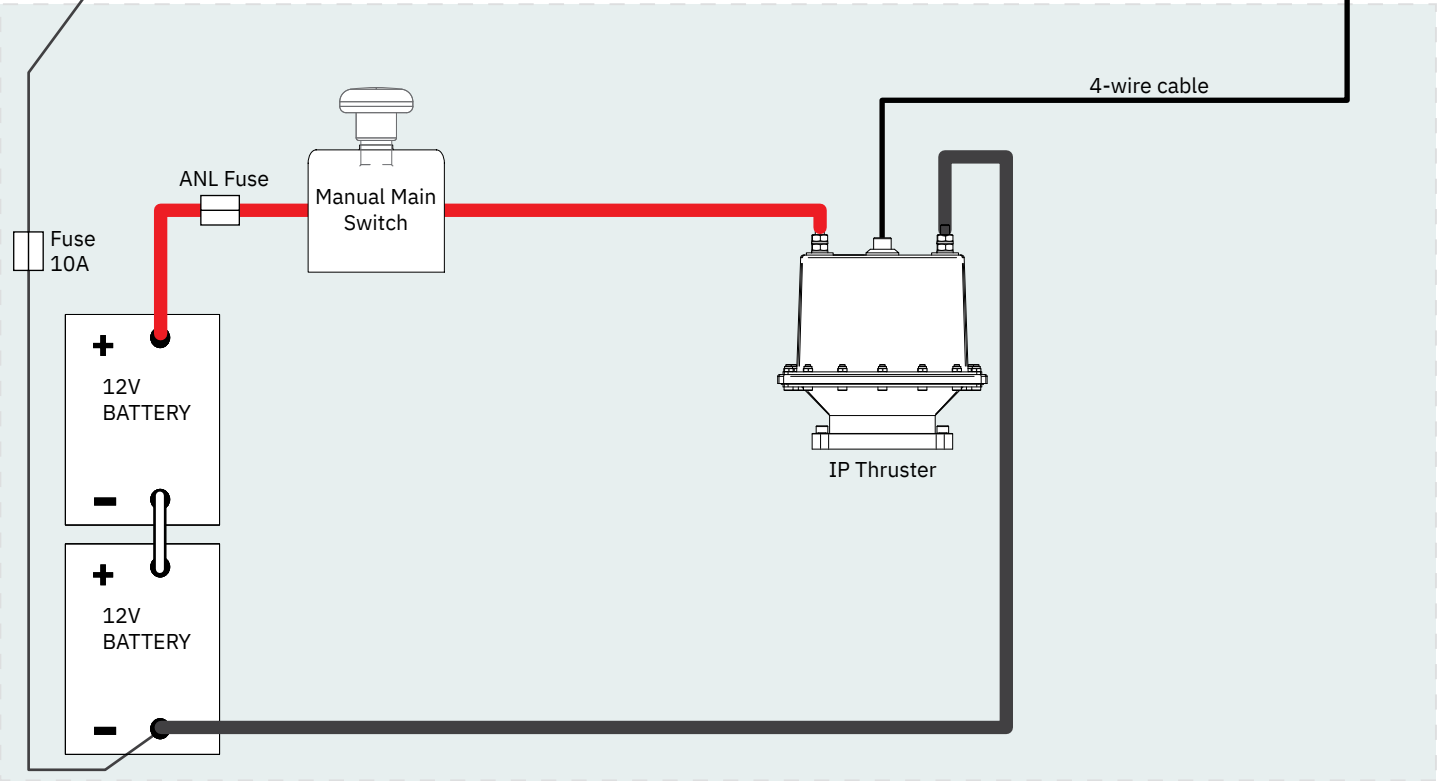 4-wire cable
ANL Fuse
Manual Main
Switch
Fuse
10A
+
12V
BATTERY
-
IP Thruster
+
12V
BATTERY
-